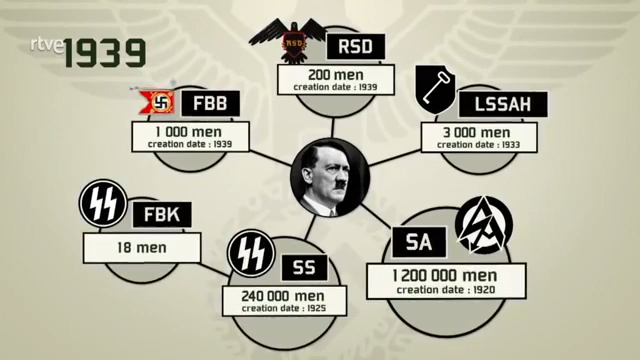 rtve
1939
RSD
RSD
200 men
creation date : 1939
FBB
1 000 men
creation date : 1939
LSSAH
3 000 men
creation date : 1933
FBK
18 men
SS
240 000 men
creation date : 1925
SA
1 200 000 men
creation date : 1920